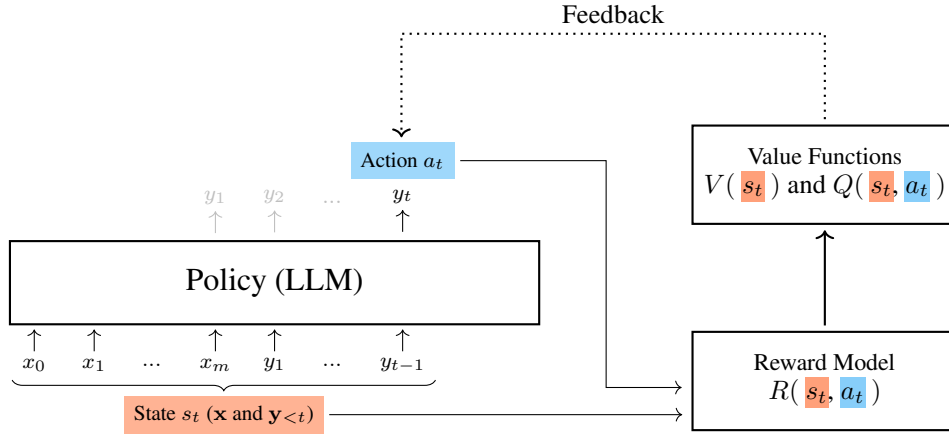 Feedback
Action a_t
Value Functions
V( s_t ) and Q( s_t, a_t )
y_1 y_2 ... y_t
Policy (LLM)
x_0 x_1 ... x_m y_1 ... y_{t−1}
Reward Model
R( s_t, a_t )
State s_t (x and y_{<t})